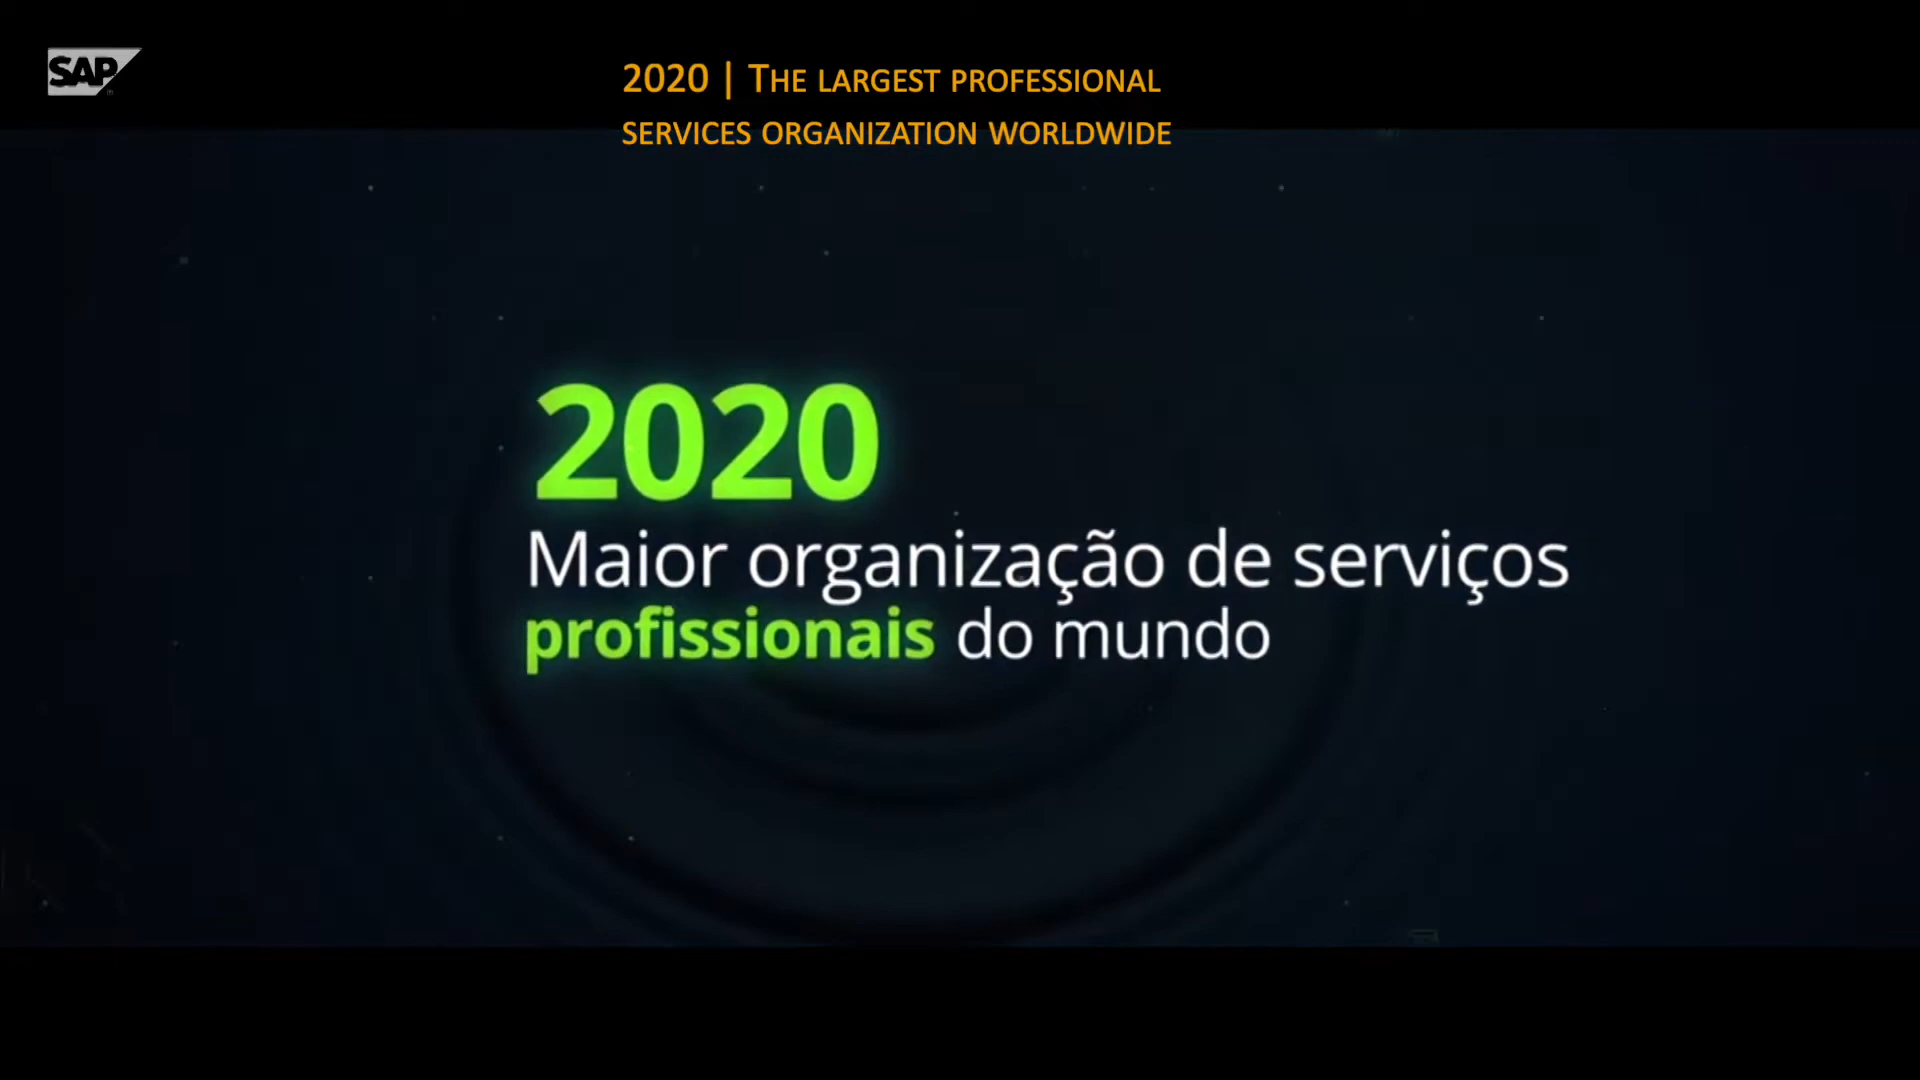 SAP
2020 | The largest professional
services organization worldwide
2020
Maior organização de serviços
profissionais do mundo